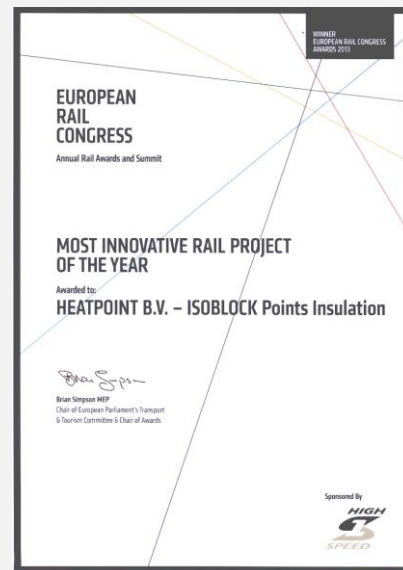 WINNER
EUROPEAN RAIL CONGRESS
AWARDS 2013
EUROPEAN
RAIL
CONGRESS
Annual Rail Awards and Summit
MOST INNOVATIVE RAIL PROJECT
OF THE YEAR
Awarded to:
HEATPOINT B.V. – ISOBLOCK Points Insulation
Brian Simpson
Brian Simpson MEP
Chair of European Parliament's Transport
& Tourism Committee & Chair of Awards
Sponsored By
HIGH
SPEED